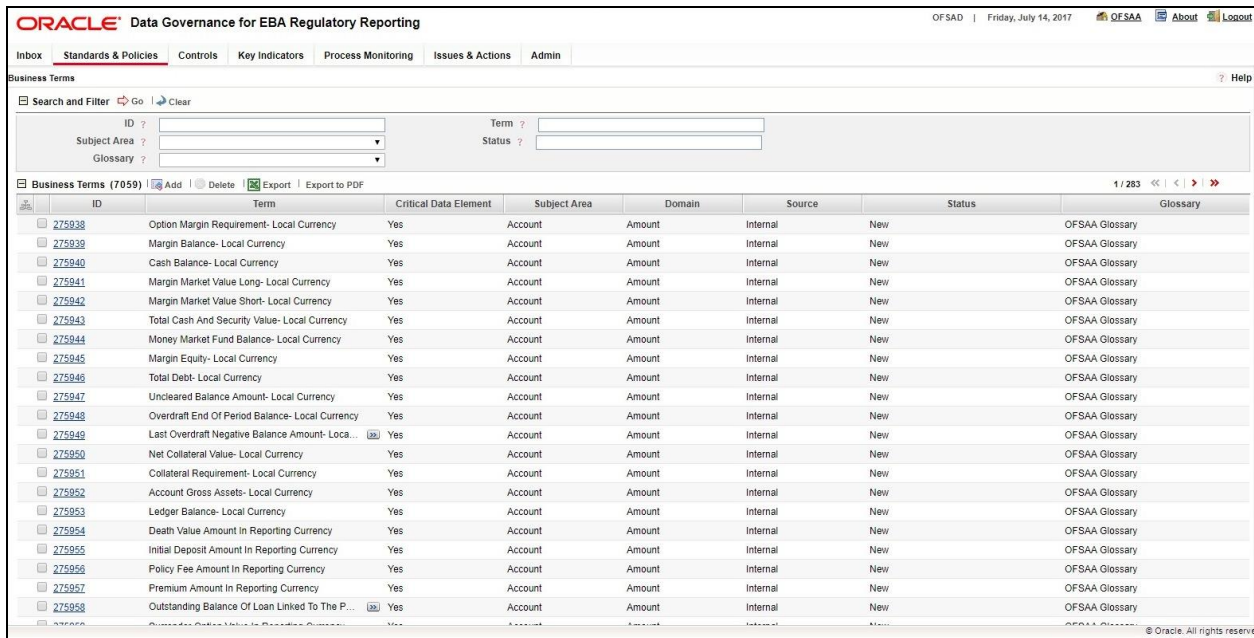 ORACLE® Data Governance for EBA Regulatory Reporting
OFSAD | Friday, July 14, 2017 OFSAA About Logout
Inbox Standards & Policies Controls Key Indicators Process Monitoring Issues & Actions Admin
Business Terms ? Help
Search and Filter Go | Clear
ID ? Term ?
Subject Area ? Status ?
Glossary ?
Business Terms (7059) | Add | Delete | Export | Export to PDF 1 / 283
ID Term Critical Data Element Subject Area Domain Source Status Glossary
275938 Option Margin Requirement- Local Currency Yes Account Amount Internal New OFSAA Glossary
275939 Margin Balance- Local Currency Yes Account Amount Internal New OFSAA Glossary
275940 Cash Balance- Local Currency Yes Account Amount Internal New OFSAA Glossary
275941 Margin Market Value Long- Local Currency Yes Account Amount Internal New OFSAA Glossary
275942 Margin Market Value Short- Local Currency Yes Account Amount Internal New OFSAA Glossary
275943 Total Cash And Security Value- Local Currency Yes Account Amount Internal New OFSAA Glossary
275944 Money Market Fund Balance- Local Currency Yes Account Amount Internal New OFSAA Glossary
275945 Margin Equity- Local Currency Yes Account Amount Internal New OFSAA Glossary
275946 Total Debt- Local Currency Yes Account Amount Internal New OFSAA Glossary
275947 Uncleared Balance Amount- Local Currency Yes Account Amount Internal New OFSAA Glossary
275948 Overdraft End Of Period Balance- Local Currency Yes Account Amount Internal New OFSAA Glossary
275949 Last Overdraft Negative Balance Amount- Loca... Yes Account Amount Internal New OFSAA Glossary
275950 Net Collateral Value- Local Currency Yes Account Amount Internal New OFSAA Glossary
275951 Collateral Requirement- Local Currency Yes Account Amount Internal New OFSAA Glossary
275952 Account Gross Assets- Local Currency Yes Account Amount Internal New OFSAA Glossary
275953 Ledger Balance- Local Currency Yes Account Amount Internal New OFSAA Glossary
275954 Death Value Amount In Reporting Currency Yes Account Amount Internal New OFSAA Glossary
275955 Initial Deposit Amount In Reporting Currency Yes Account Amount Internal New OFSAA Glossary
275956 Policy Fee Amount In Reporting Currency Yes Account Amount Internal New OFSAA Glossary
275957 Premium Amount In Reporting Currency Yes Account Amount Internal New OFSAA Glossary
275958 Outstanding Balance Of Loan Linked To The P... Yes Account Amount Internal New OFSAA Glossary
© Oracle, All rights reserve